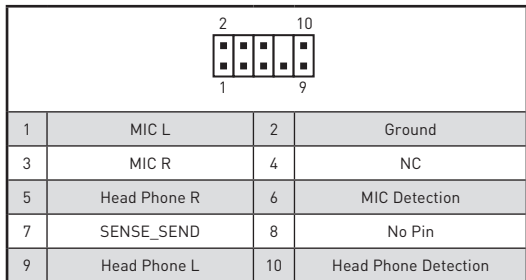 2 10
1 9
1 MIC L 2 Ground
3 MIC R 4 NC
5 Head Phone R 6 MIC Detection
7 SENSE_SEND 8 No Pin
9 Head Phone L 10 Head Phone Detection